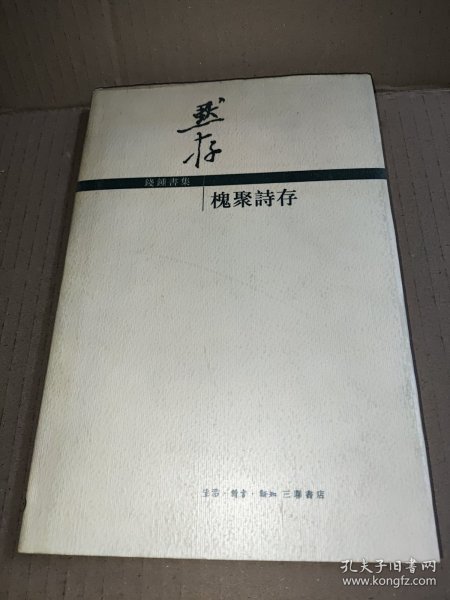 默存
錢鍾書集
槐聚詩存
生活·讀書·新知 三聯書店
孔夫子旧书网
www.kongfz.com